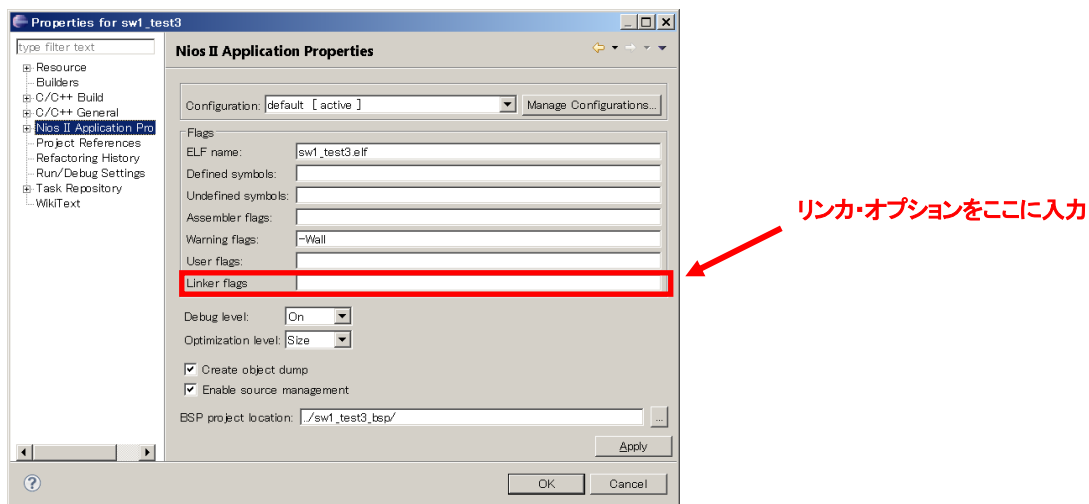 Properties for sw1_test3
type filter text
Resource
Builders
C/C++ Build
C/C++ General
Nios II Application Pro
Project References
Refactoring History
Run/Debug Settings
Task Repository
WikiText
Nios II Application Properties
Configuration: default [ active ] Manage Configurations...
Flags
ELF name: sw1_test3.elf
Defined symbols:
Undefined symbols:
Assembler flags:
Warning flags: -Wall
User flags:
Linker flags
Debug level: On
Optimization level: Size
Create object dump
Enable source management
BSP project location: ../sw1_test3_bsp/ ...
Apply
OK Cancel
リンカ・オプションをここに入力